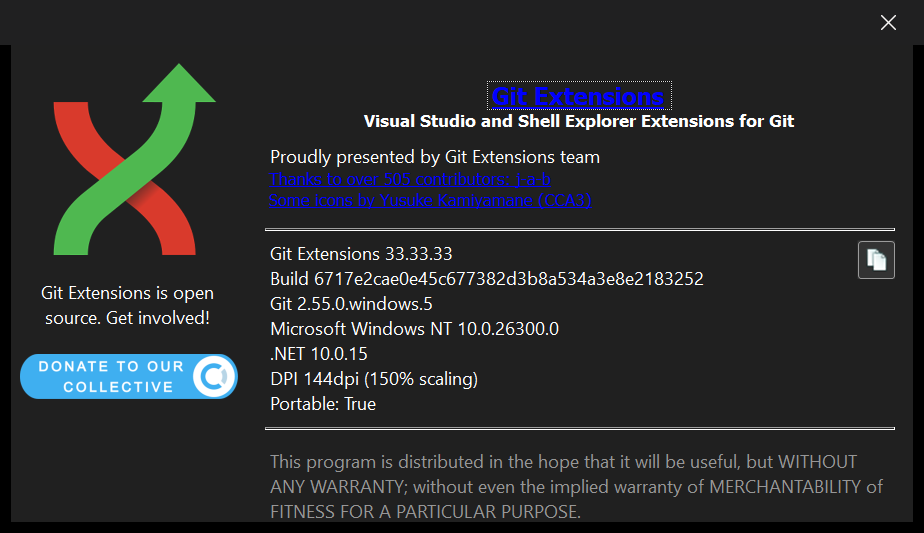 Git Extensions
Visual Studio and Shell Explorer Extensions for Git
Proudly presented by Git Extensions team
Thanks to over 505 contributors: f a b
Some icons by Yusuke Kamiyamane (CCA3)
Git Extensions 33.33.33
Build 6717e2cae0e45c677382d3b8a534a3e8e2183252
Git 2.55.0.windows.5
Microsoft Windows NT 10.0.26300.0
.NET 10.0.15
DPI 144dpi (150% scaling)
Portable: True
Git Extensions is open
source. Get involved!
DONATE TO OUR
COLLECTIVE
This program is distributed in the hope that it will be useful, but WITHOUT
ANY WARRANTY; without even the implied warranty of MERCHANTABILITY of
FITNESS FOR A PARTICULAR PURPOSE.